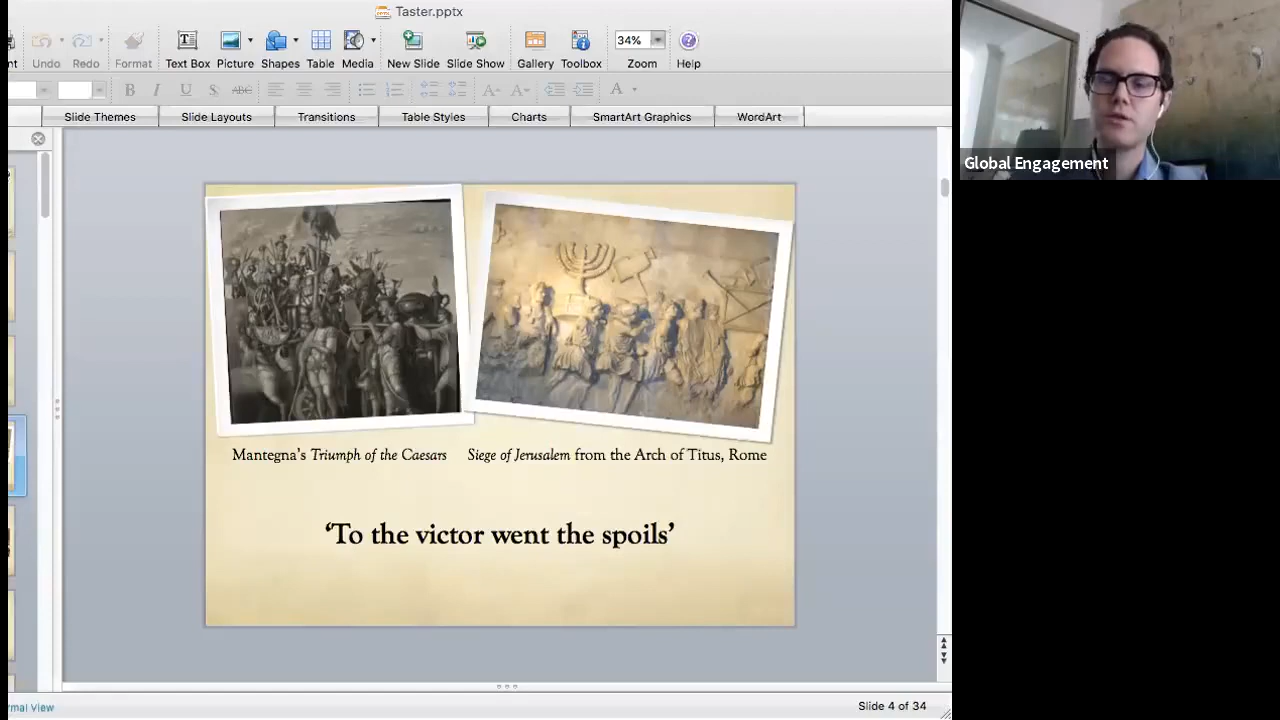 Taster.pptx
Undo Redo Format Text Box Picture Shapes Table Media New Slide Slide Show Gallery Toolbox Zoom Help
34%
B I U S ABC A A A
Slide Themes Slide Layouts Transitions Table Styles Charts SmartArt Graphics WordArt
Global Engagement
Mantegna's Triumph of the Caesars
Siege of Jerusalem from the Arch of Titus, Rome
‘To the victor went the spoils’
Slide 4 of 34
rmal View